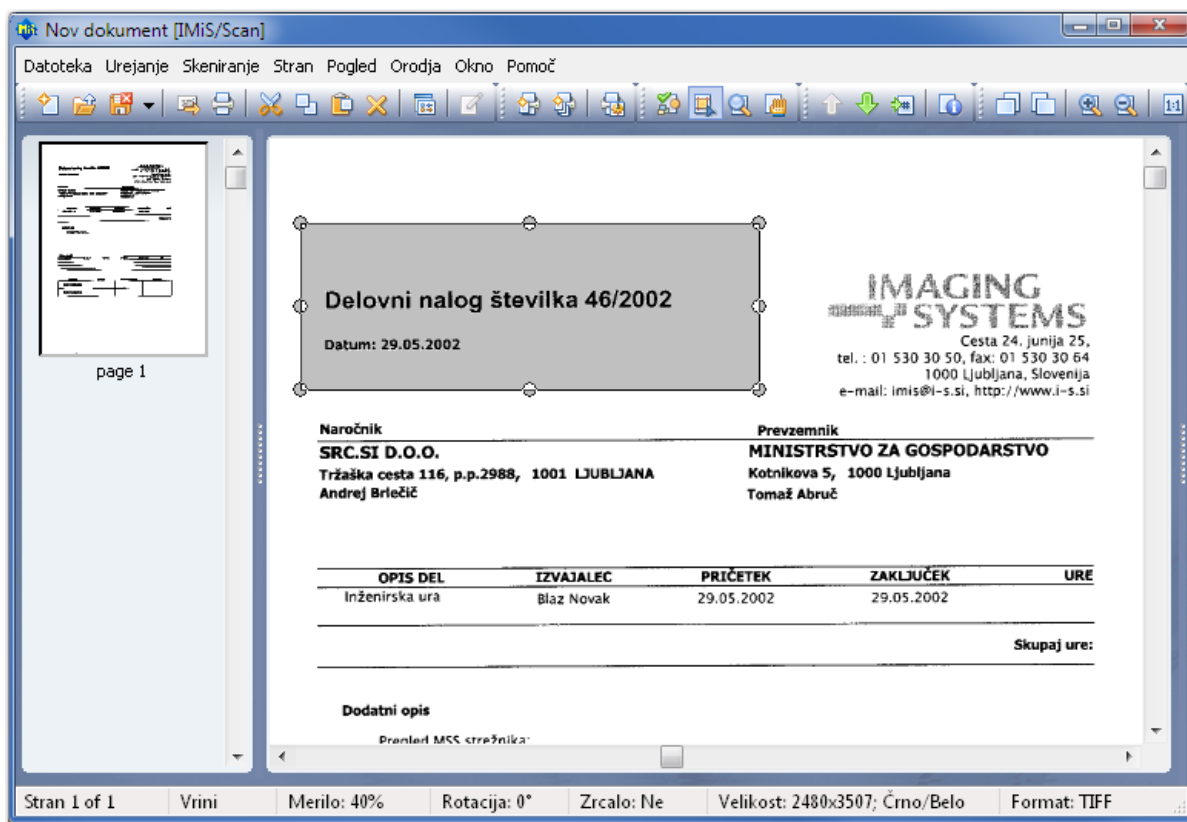 Nov dokument [IMiS/Scan]
Datoteka Urejanje Skeniranje Stran Pogled Orodja Okno Pomoč
1:1
page 1
Delovni nalog številka 46/2002
Datum: 29.05.2002
IMAGING
SYSTEMS
Cesta 24. junija 25,
tel. : 01 530 30 50, fax: 01 530 30 64
1000 Ljubljana, Slovenija
e-mail: imis@i-s.si, http://www.i-s.si
Naročnik Prevzemnik
SRC.SI D.O.O. MINISTRSTVO ZA GOSPODARSTVO
Tržaška cesta 116, p.p.2988, 1001 LJUBLJANA Kotnikova 5, 1000 Ljubljana
Andrej Briečič Tomaž Abruč
OPIS DEL IZVAJALEC PRIČETEK ZAKLJUČEK URE
Inženirska ura Blaz Novak 29.05.2002 29.05.2002
Skupaj ure:
Dodatni opis
Pregled MSS strežnika:
Stran 1 of 1 Vrini Merilo: 40% Rotacija: 0° Zrcalo: Ne Velikost: 2480x3507; Črno/Belo Format: TIFF